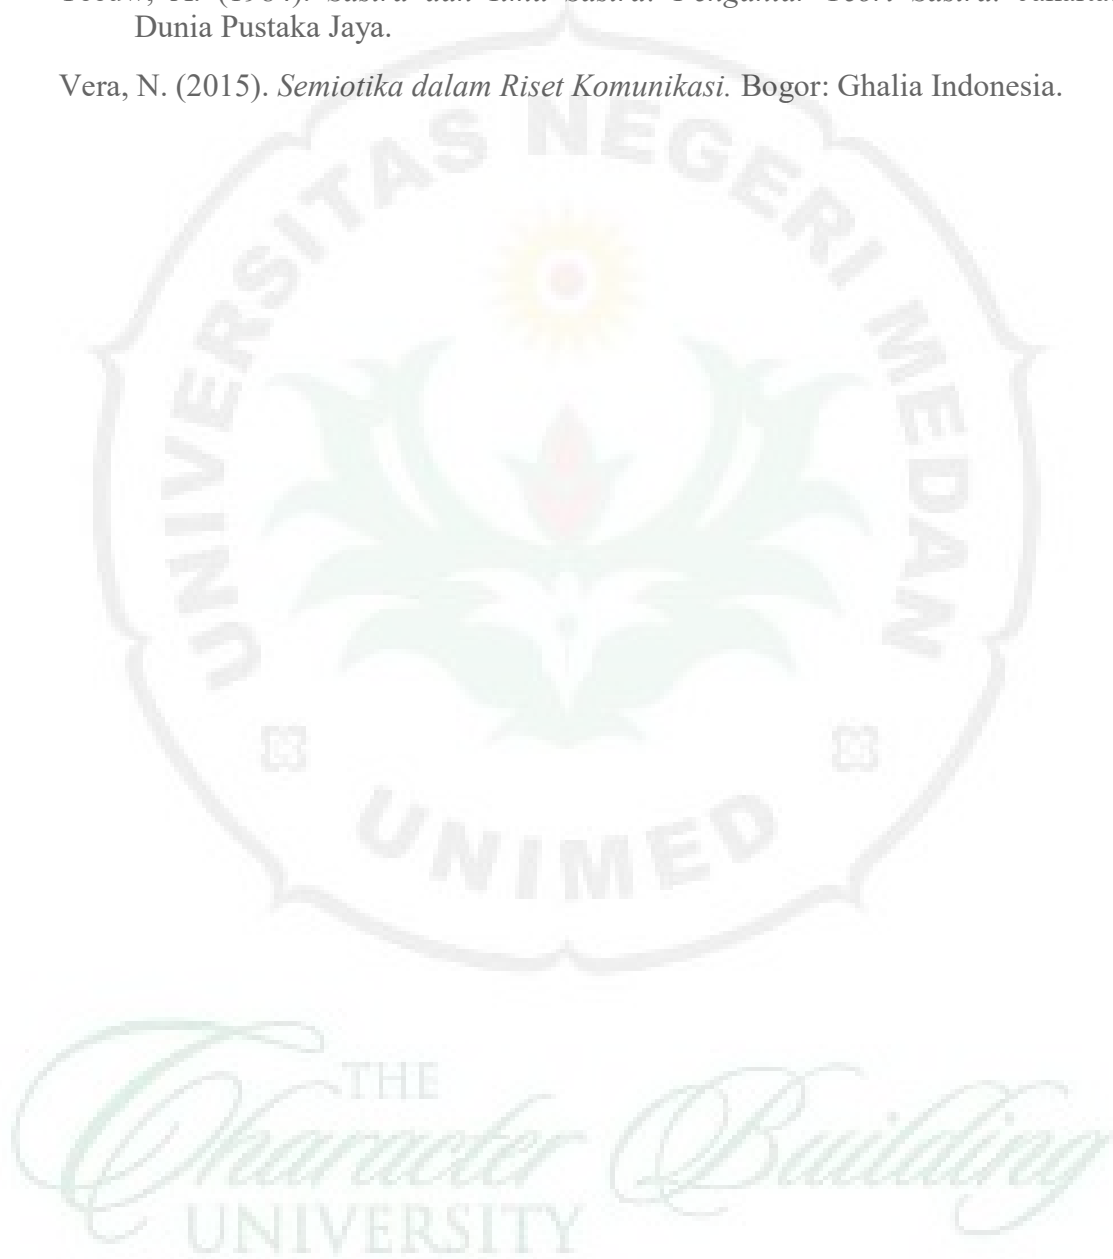 Dunia Pustaka Jaya.
Vera, N. (2015). Semiotika dalam Riset Komunikasi. Bogor: Ghalia Indonesia.
UNIVERSITAS NEGERI MEDAN
UNIMED
THE
Character Building
UNIVERSITY